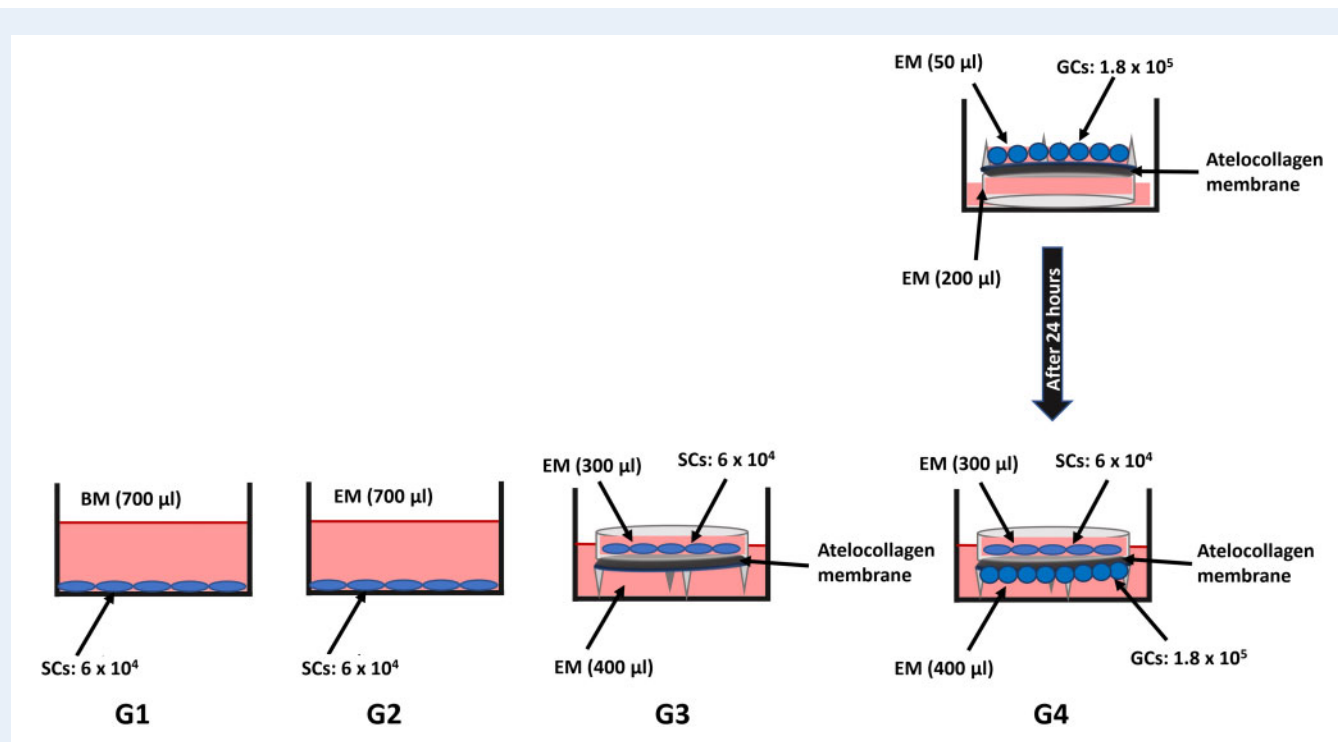 EM (50 µl)
GCs: 1.8 x 10⁵
Atelocollagen
membrane
EM (200 µl)
After 24 hours
BM (700 µl)
SCs: 6 x 10⁴
G1
EM (700 µl)
SCs: 6 x 10⁴
G2
EM (300 µl)
SCs: 6 x 10⁴
Atelocollagen
membrane
EM (400 µl)
G3
EM (300 µl)
SCs: 6 x 10⁴
Atelocollagen
membrane
EM (400 µl)
GCs: 1.8 x 10⁵
G4